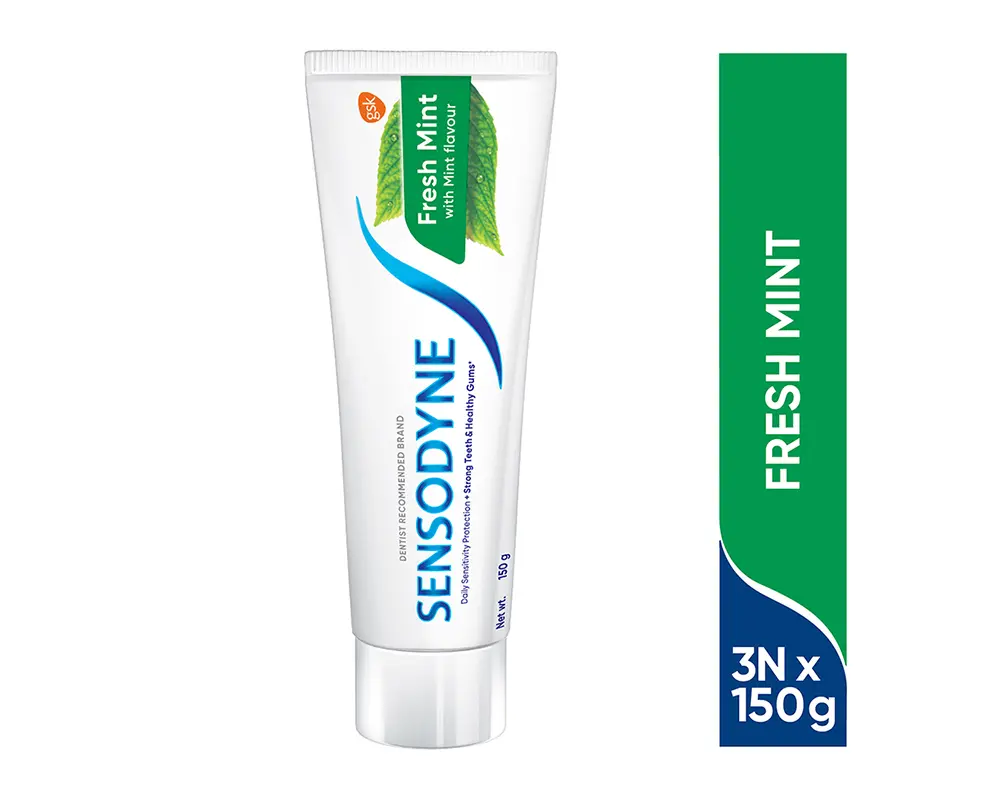 gsk
Fresh Mint
with Mint flavour
DENTIST RECOMMENDED BRAND
SENSODYNE
Daily Sensitivity Protection + Strong Teeth & Healthy Gums*
Net wt. 150 g
FRESH MINT
3N x
150g